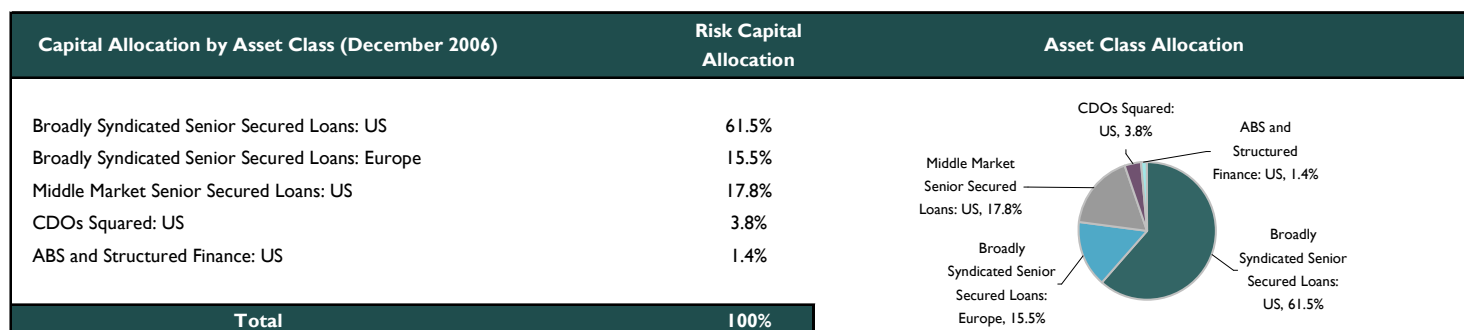 Capital Allocation by Asset Class (December 2006)
Risk Capital
Allocation
Asset Class Allocation
Broadly Syndicated Senior Secured Loans: US 61.5%
Broadly Syndicated Senior Secured Loans: Europe 15.5%
Middle Market Senior Secured Loans: US 17.8%
CDOs Squared: US 3.8%
ABS and Structured Finance: US 1.4%
Total 100%
CDOs Squared:
US, 3.8%
ABS and
Structured
Finance: US, 1.4%
Middle Market
Senior Secured
Loans: US, 17.8%
Broadly
Syndicated Senior
Secured Loans:
Europe, 15.5%
Broadly
Syndicated Senior
Secured Loans:
US, 61.5%